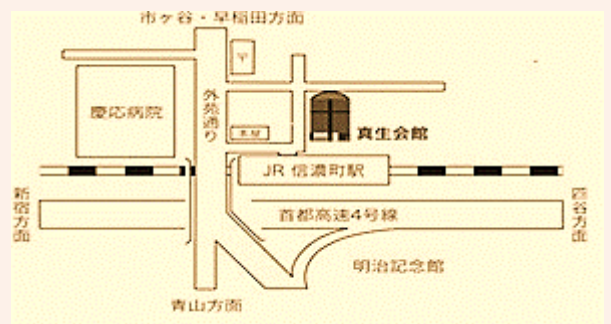 市ヶ谷・早稲田方面
〒
慶応病院
外苑通り
真生会館
JR 信濃町駅
新宿方面
四谷方面
首都高速4号線
明治記念館
青山方面